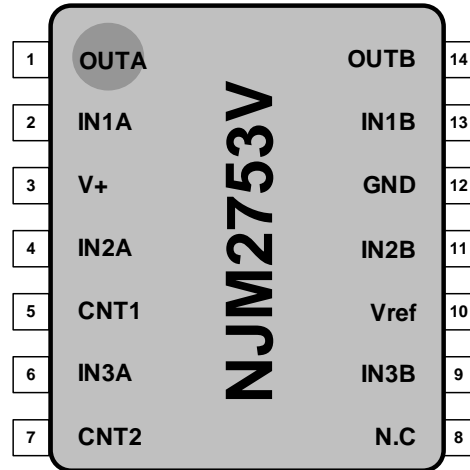 1 OUTA OUTB 14
2 IN1A IN1B 13
3 V+ GND 12
4 IN2A IN2B 11
5 CNT1 Vref 10
6 IN3A IN3B 9
7 CNT2 N.C 8
NJM2753V